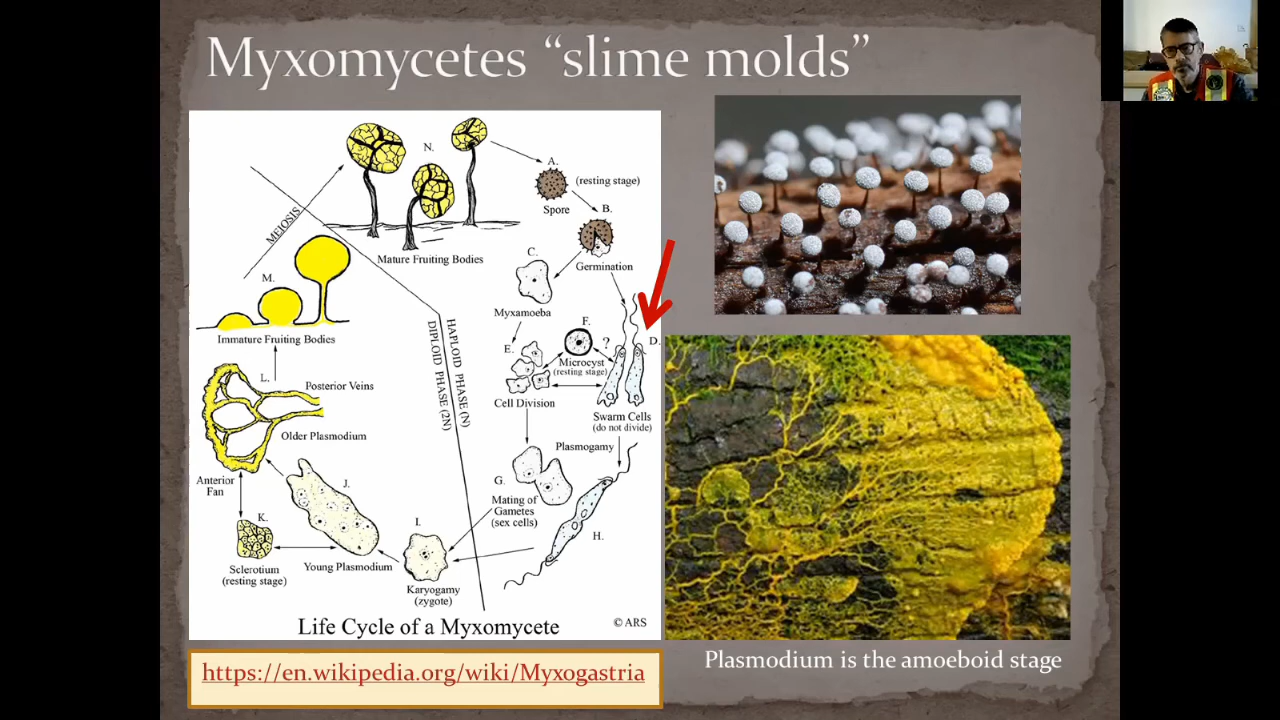 Myxomycetes “slime molds”
N.
A.
(resting stage)
Spore
B.
MEIOSIS
Mature Fruiting Bodies
C.
Germination
M.
Myxamoeba
F.
D.
Immature Fruiting Bodies
E.
?
Microcyst
(resting stage)
HAPLOID PHASE (N)
DIPLOID PHASE (2N)
L.
Posterior Veins
Cell Division
Swarm Cells
(do not divide)
Older Plasmodium
Plasmogamy
Anterior
Fan
J.
G.
Mating of
Gametes
(sex cells)
K.
I.
H.
Sclerotium
(resting stage)
Young Plasmodium
Karyogamy
(zygote)
Life Cycle of a Myxomycete
© ARS
https://en.wikipedia.org/wiki/Myxogastria
Plasmodium is the amoeboid stage